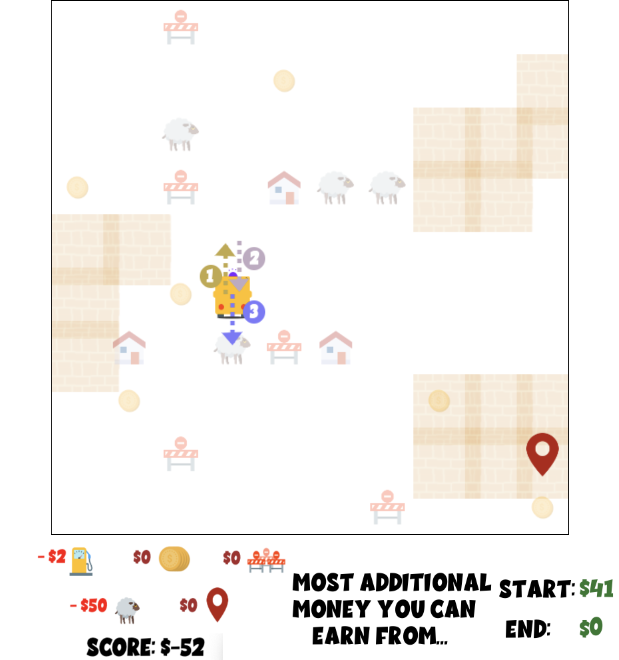 1
2
3
- $2
$0
$0
- $50
$0
SCORE: $-52
MOST ADDITIONAL
MONEY YOU CAN
EARN FROM...
START: $41
END: $0